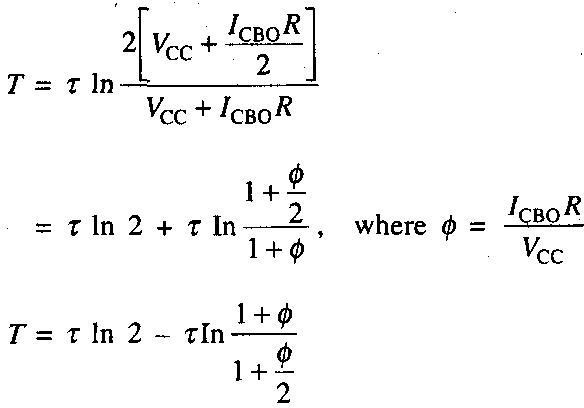 T = τ ln 2[V_CC + I_CBO R / 2] / V_CC + I_CBO R
= τ ln 2 + τ ln 1 + ϕ/2 / 1 + ϕ, where ϕ = I_CBO R / V_CC
T = τ ln 2 − τ ln 1 + ϕ / 1 + ϕ/2